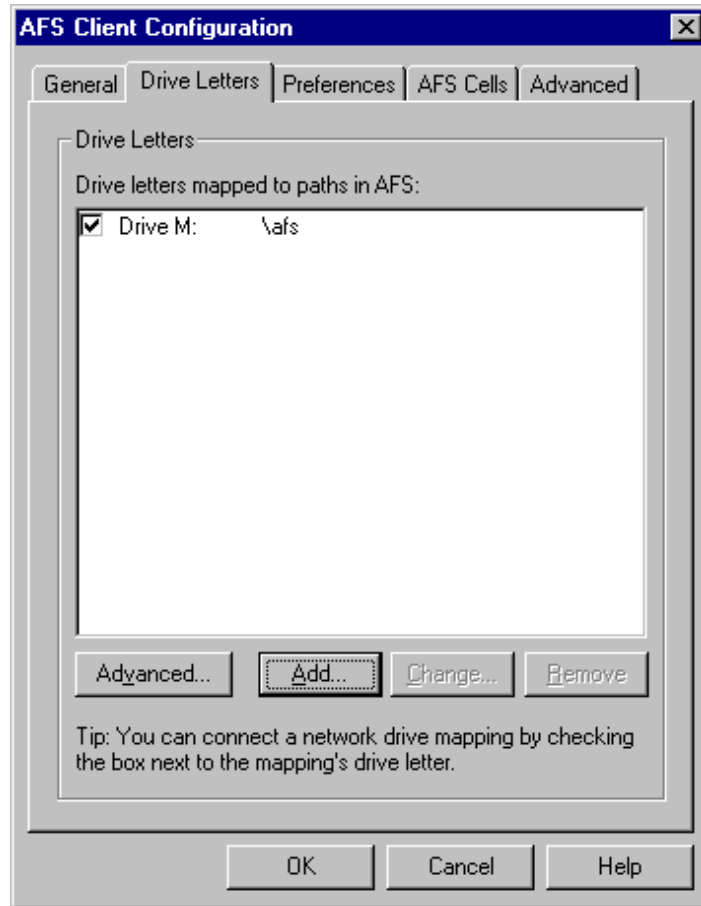 AFS Client Configuration
General Drive Letters Preferences AFS Cells Advanced
Drive Letters
Drive letters mapped to paths in AFS:
Drive M: \afs
Advanced... Add... Change... Remove
Tip: You can connect a network drive mapping by checking
the box next to the mapping's drive letter.
OK Cancel Help